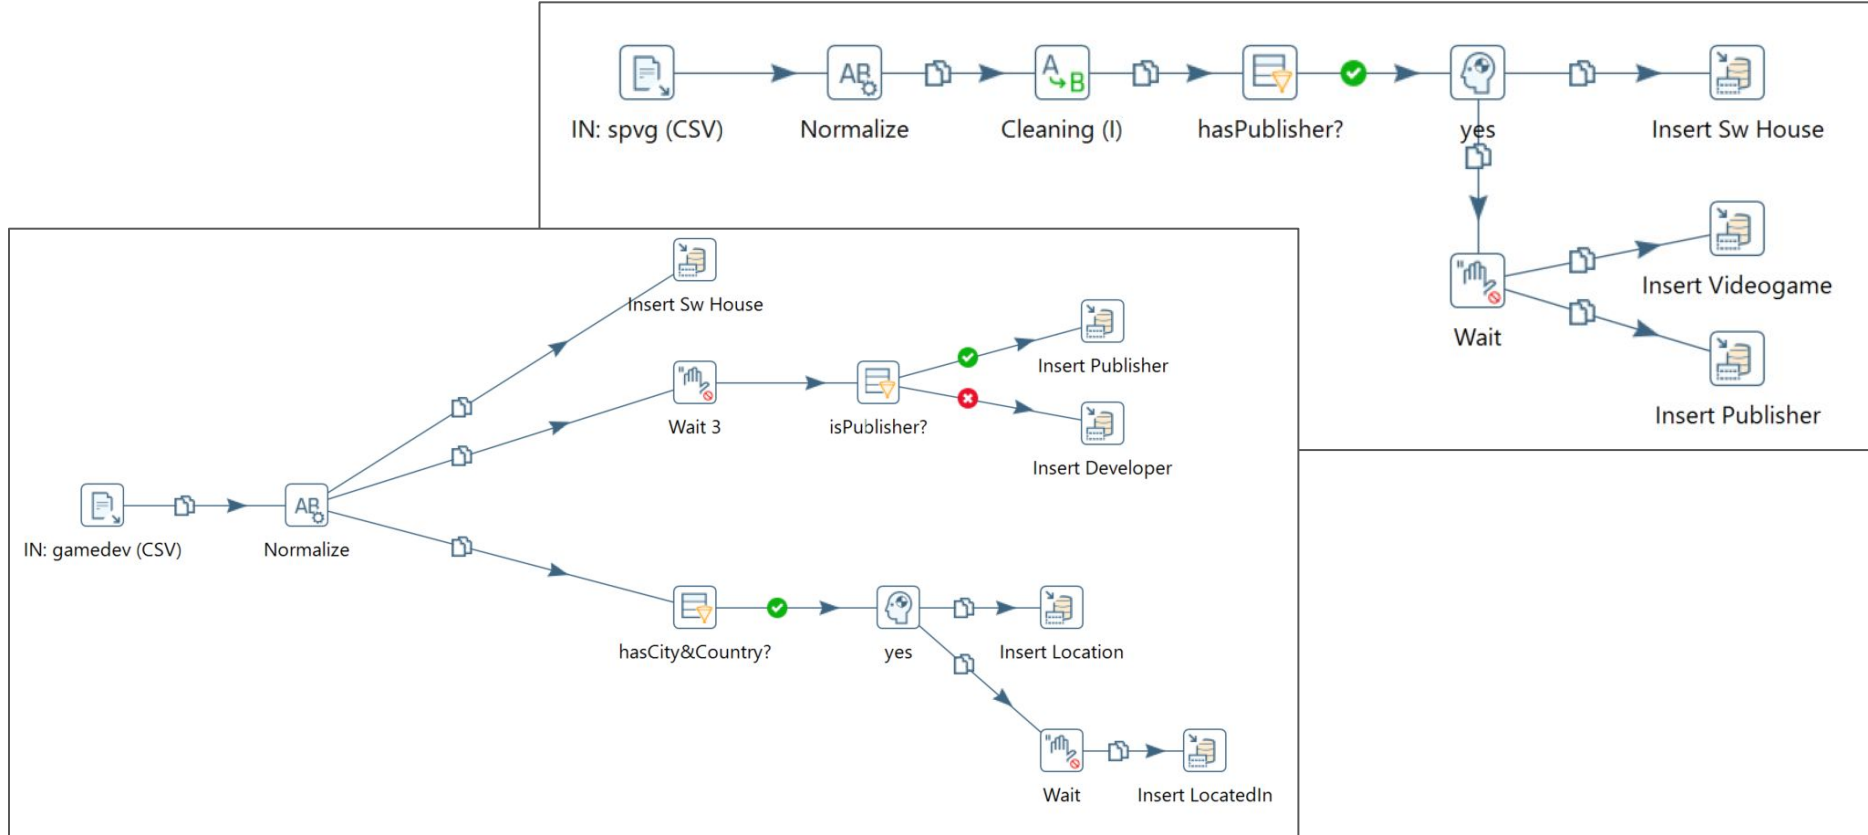 IN: spvg (CSV)
Normalize
Cleaning (I)
hasPublisher?
yes
Insert Sw House
Insert Videogame
Wait
Insert Publisher
Insert Sw House
Insert Publisher
Wait 3
isPublisher?
Insert Developer
IN: gamedev (CSV)
Normalize
hasCity&Country?
yes
Insert Location
Wait
Insert LocatedIn